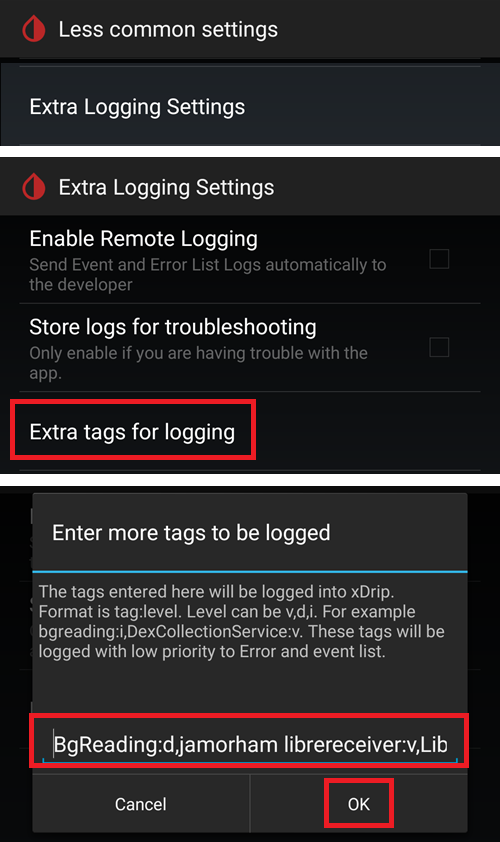 Less common settings
Extra Logging Settings
Extra Logging Settings
Enable Remote Logging
Send Event and Error List Logs automatically to
the developer
Store logs for troubleshooting
Only enable if you are having trouble with the
app.
Extra tags for logging
Enter more tags to be logged
The tags entered here will be logged into xDrip.
Format is tag:level. Level can be v,d,i. For example
bgreading:i,DexCollectionService:v. These tags will be
logged with low priority to Error and event list.
BgReading:d,jamorham librereceiver:v,Lib
Cancel
OK